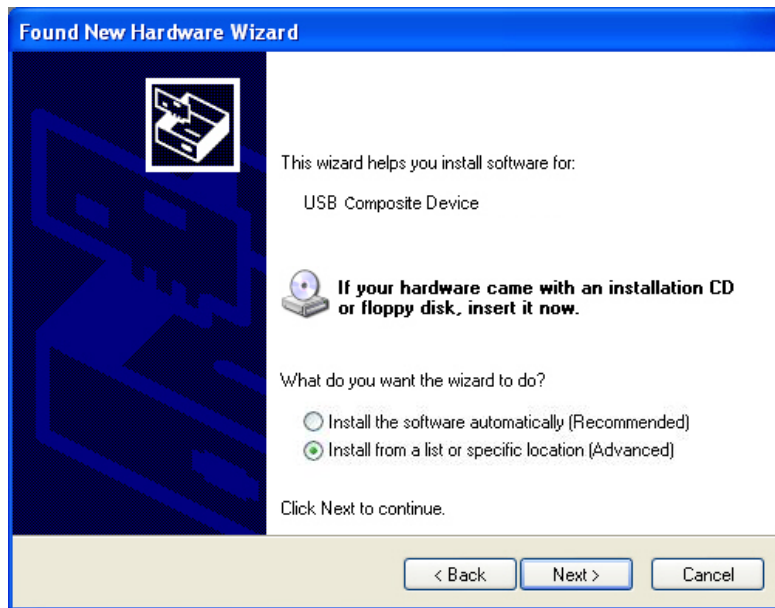 Found New Hardware Wizard
This wizard helps you install software for:
USB Composite Device
If your hardware came with an installation CD
or floppy disk, insert it now.
What do you want the wizard to do?
Install the software automatically (Recommended)
Install from a list or specific location (Advanced)
Click Next to continue.
< Back
Next >
Cancel